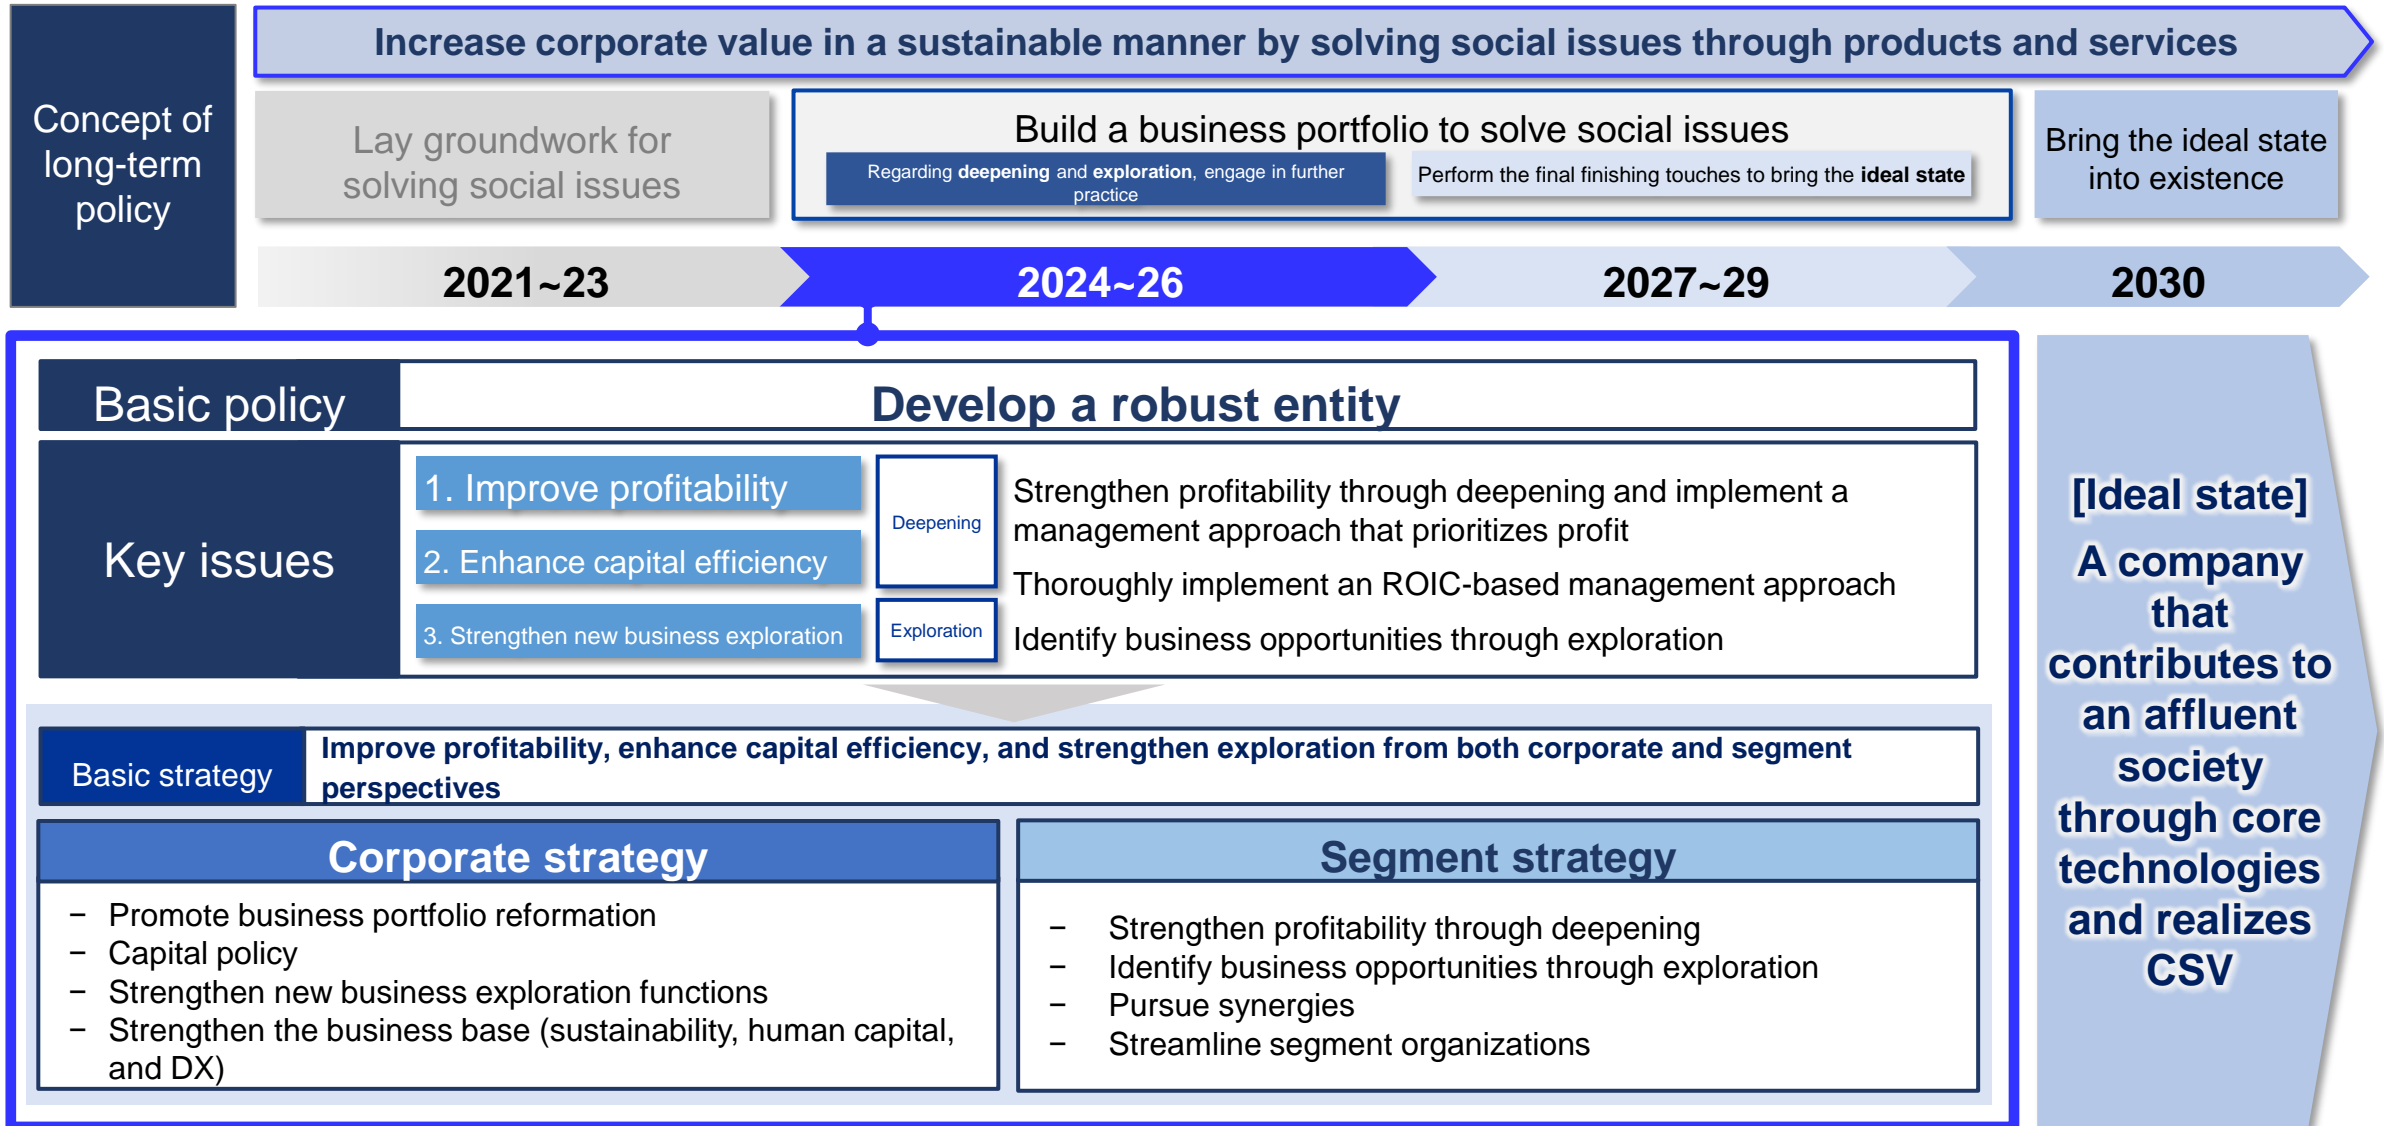 Increase corporate value in a sustainable manner by solving social issues through products and services
Concept of
long-term
policy
Lay groundwork for
solving social issues
Build a business portfolio to solve social issues
Regarding deepening and exploration, engage in further
practice
Perform the final finishing touches to bring the ideal state
Bring the ideal state
into existence
2021~23
2024~26
2027~29
2030
Basic policy
Develop a robust entity
Key issues
1. Improve profitability
2. Enhance capital efficiency
3. Strengthen new business exploration
Deepening
Exploration
Strengthen profitability through deepening and implement a
management approach that prioritizes profit
Thoroughly implement an ROIC-based management approach
Identify business opportunities through exploration
Basic strategy
Improve profitability, enhance capital efficiency, and strengthen exploration from both corporate and segment
perspectives
Corporate strategy
− Promote business portfolio reformation
− Capital policy
− Strengthen new business exploration functions
− Strengthen the business base (sustainability, human capital,
and DX)
Segment strategy
− Strengthen profitability through deepening
− Identify business opportunities through exploration
− Pursue synergies
− Streamline segment organizations
[Ideal state]
A company
that
contributes to
an affluent
society
through core
technologies
and realizes
CSV